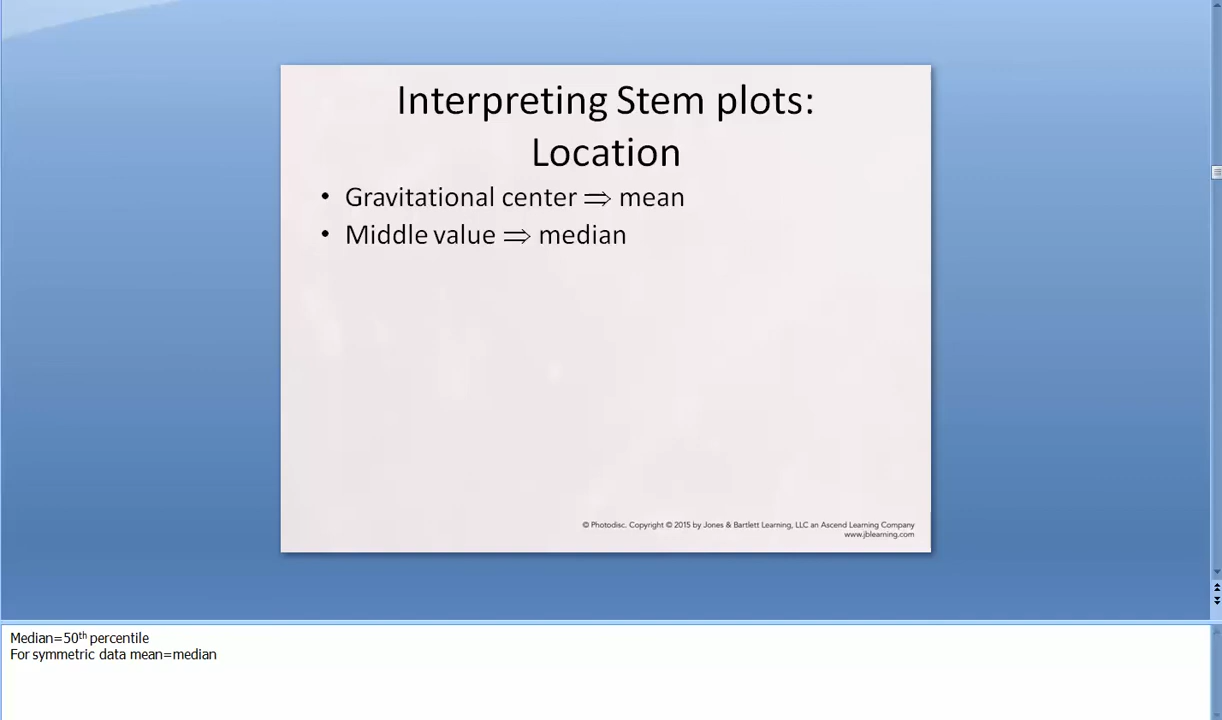 Interpreting Stem plots:
Location
• Gravitational center ⇒ mean
• Middle value ⇒ median
© Photodisc. Copyright © 2015 by Jones & Bartlett Learning, LLC an Ascend Learning Company
www.jblearning.com
Median=50th percentile
For symmetric data mean=median